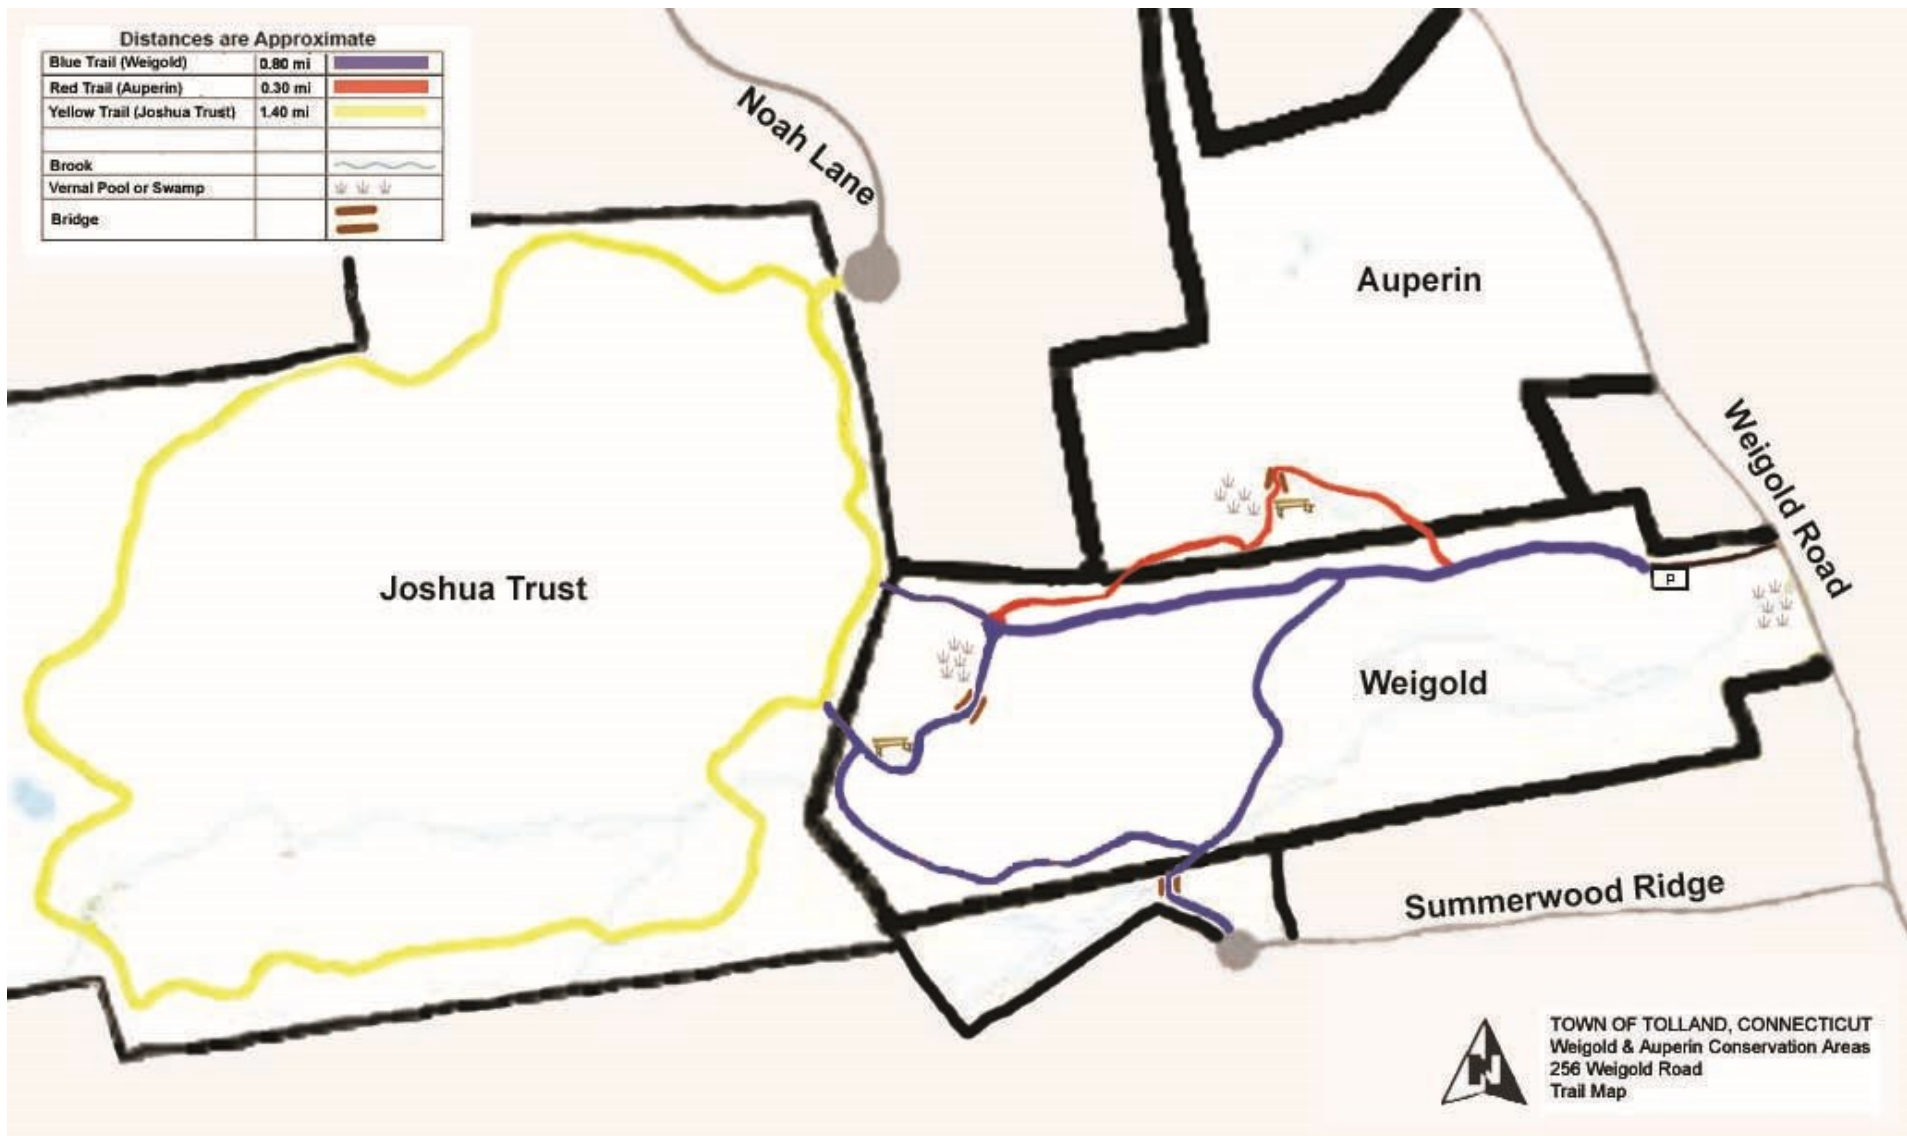 Distances are Approximate
Blue Trail (Weigold) 0.80 mi
Red Trail (Auperin) 0.30 mi
Yellow Trail (Joshua Trust) 1.40 mi
Brook
Vernal Pool or Swamp
Bridge
Noah Lane
Auperin
Weigold Road
Joshua Trust
P
Weigold
Summerwood Ridge
N
TOWN OF TOLLAND, CONNECTICUT
Weigold & Auperin Conservation Areas
256 Weigold Road
Trail Map